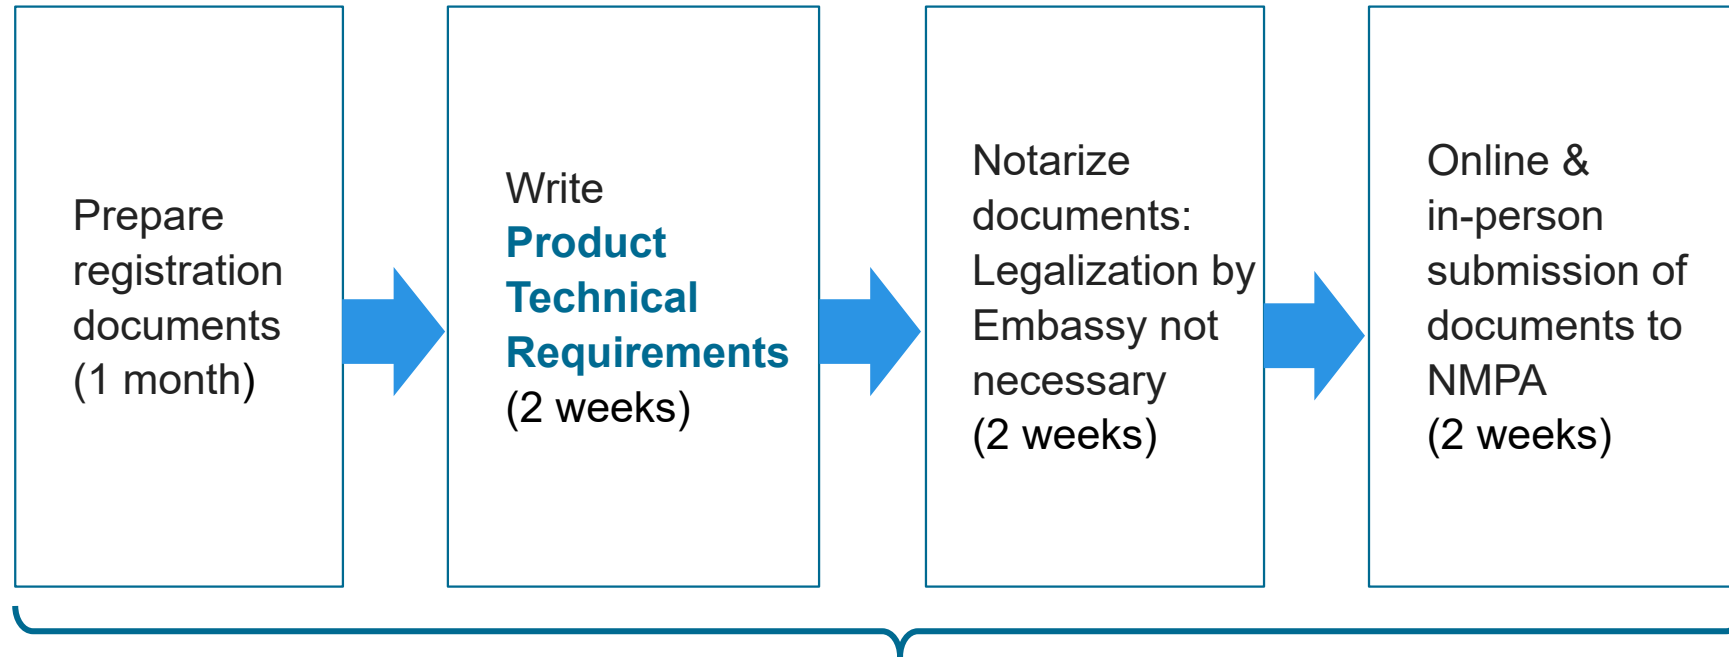 Prepare
registration
documents
(1 month)
Write
Product
Technical
Requirements
(2 weeks)
Notarize
documents:
Legalization by
Embassy not
necessary
(2 weeks)
Online &
in-person
submission of
documents to
NMPA
(2 weeks)